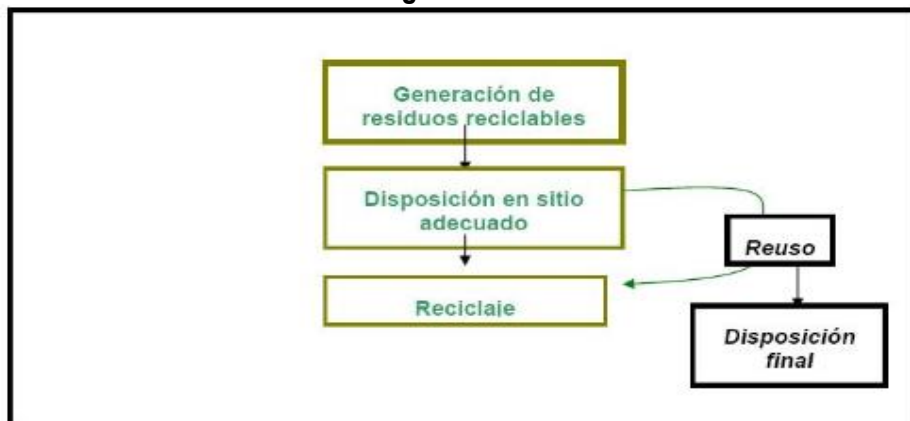 Generación de
residuos reciclables
Disposición en sitio
adecuado
Reuso
Reciclaje
Disposición
final